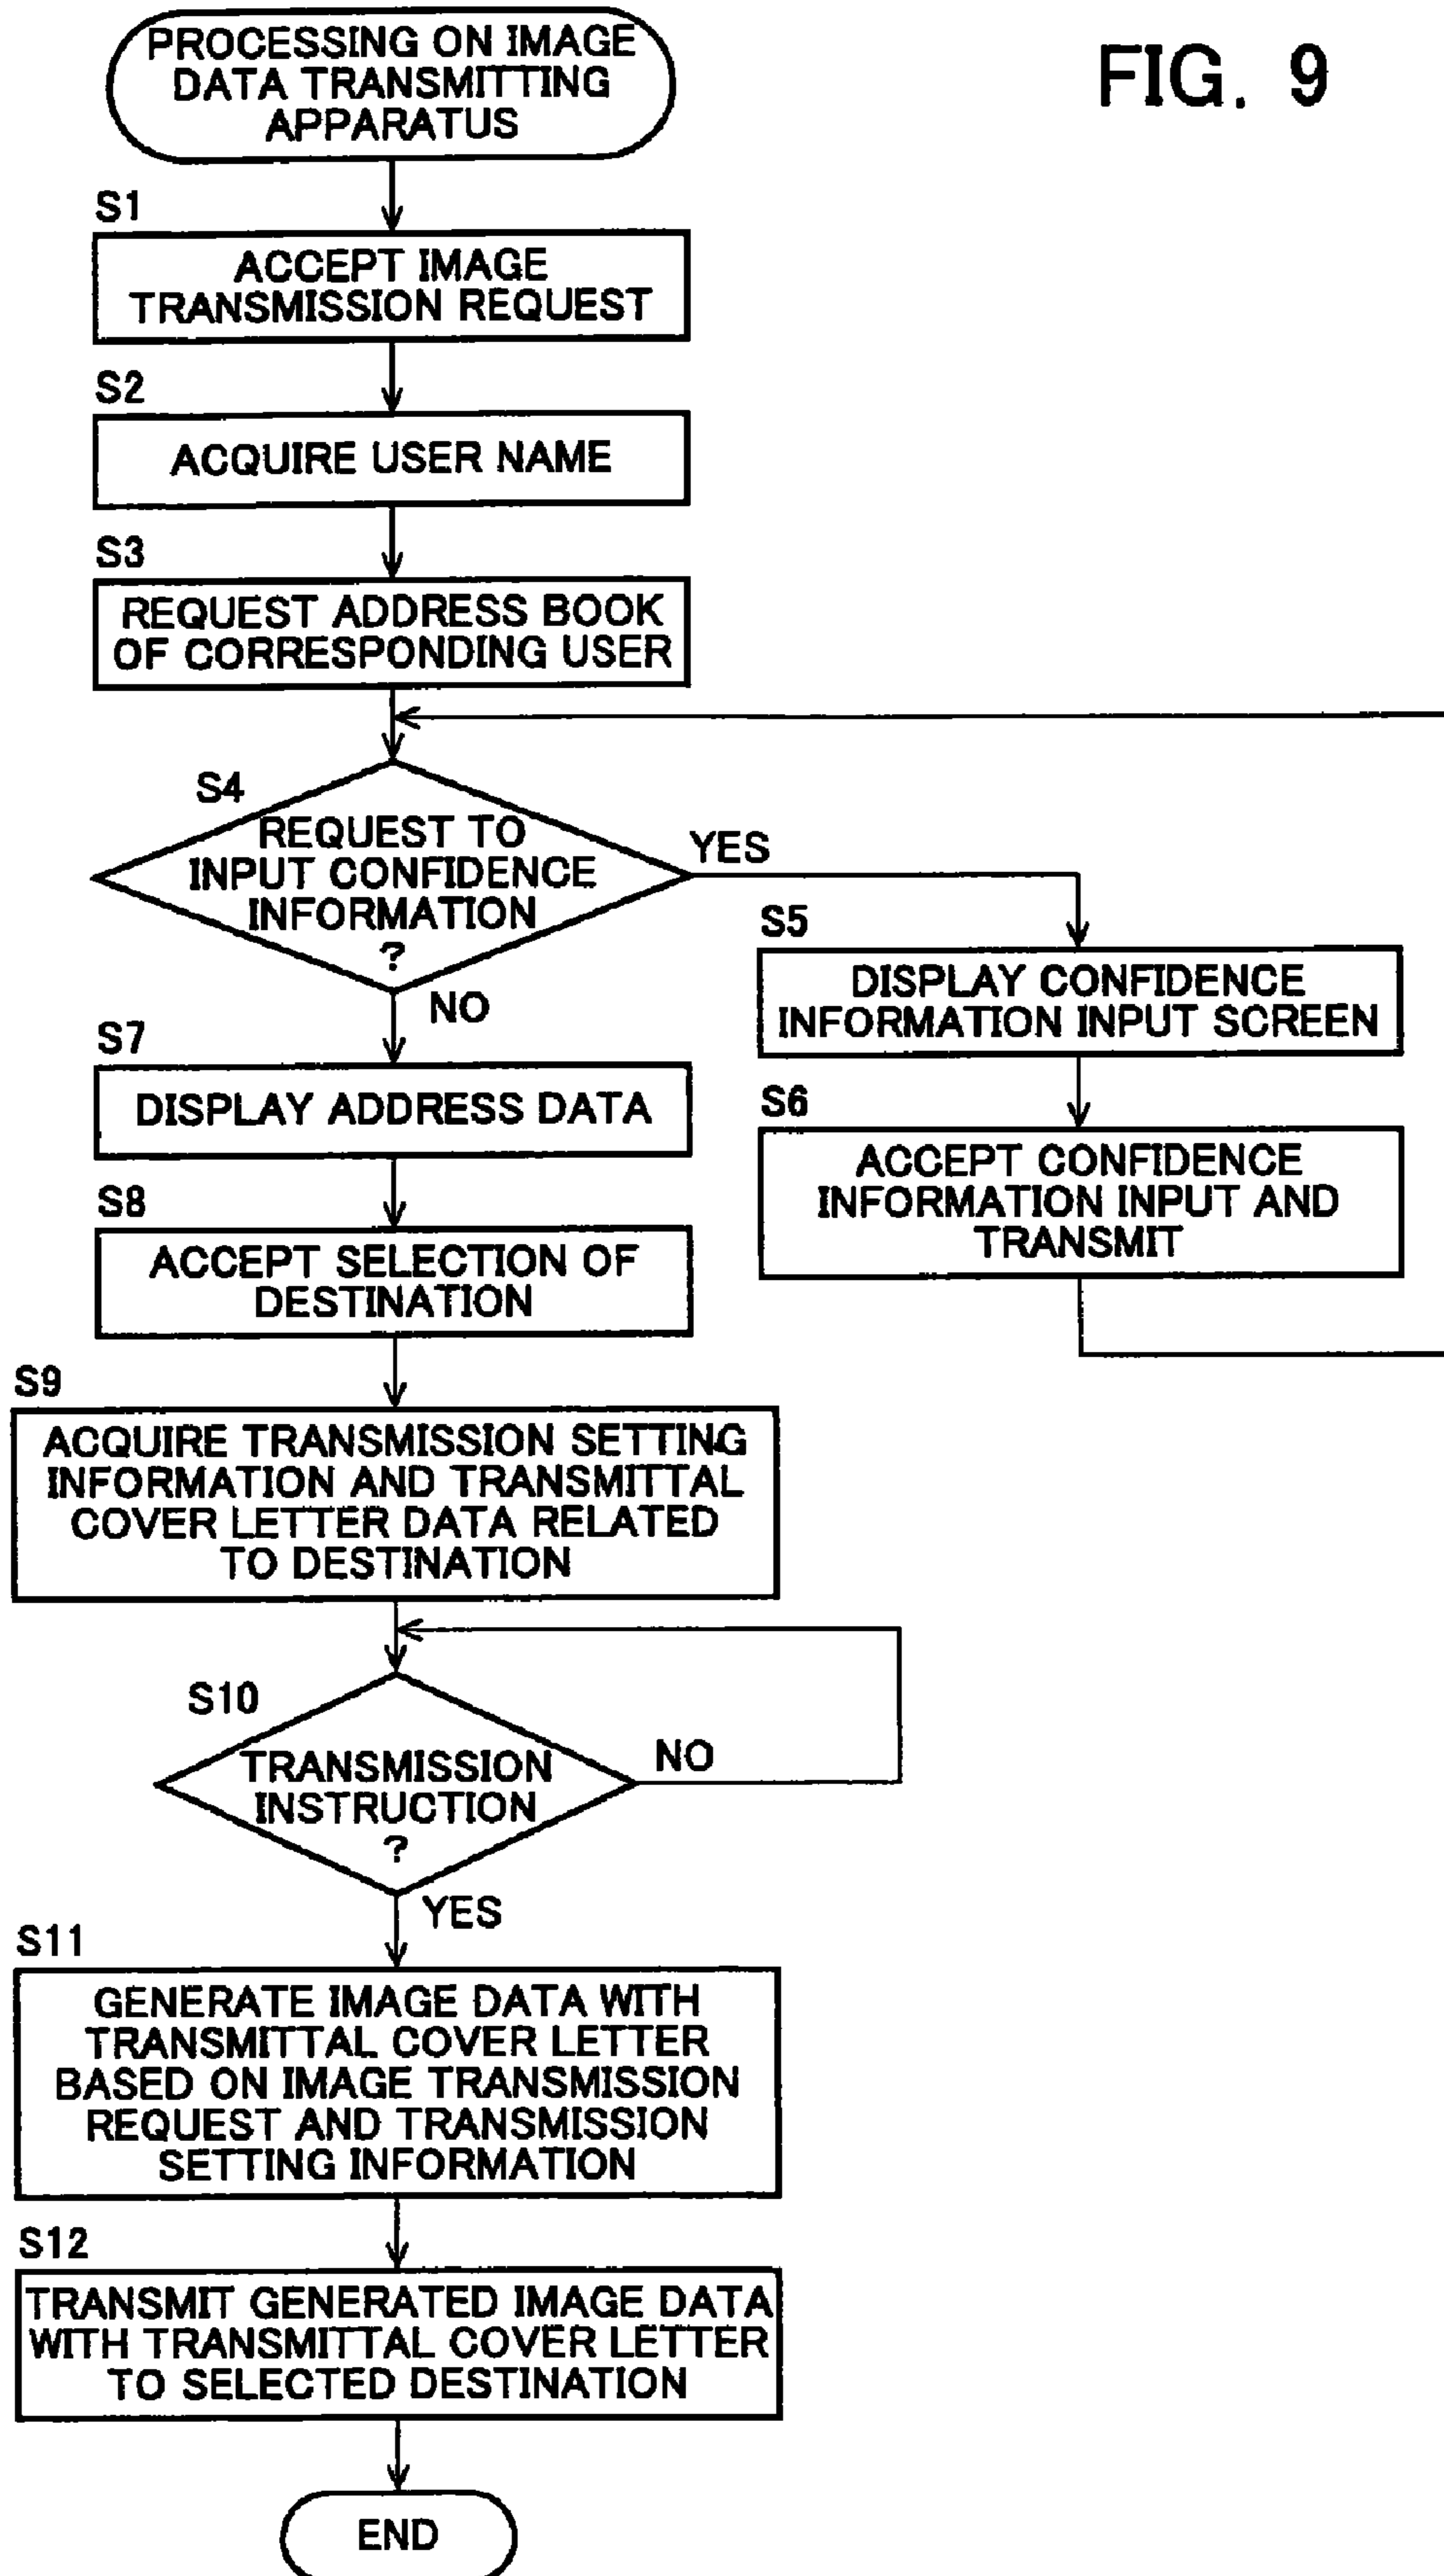 FIG. 9
PROCESSING ON IMAGE
DATA TRANSMITTING
APPARATUS
S1
ACCEPT IMAGE
TRANSMISSION REQUEST
S2
ACQUIRE USER NAME
S3
REQUEST ADDRESS BOOK
OF CORRESPONDING USER
S4
REQUEST TO
INPUT CONFIDENCE
INFORMATION
?
YES
NO
S5
DISPLAY CONFIDENCE
INFORMATION INPUT SCREEN
S6
ACCEPT CONFIDENCE
INFORMATION INPUT AND
TRANSMIT
S7
DISPLAY ADDRESS DATA
S8
ACCEPT SELECTION OF
DESTINATION
S9
ACQUIRE TRANSMISSION SETTING
INFORMATION AND TRANSMITTAL
COVER LETTER DATA RELATED
TO DESTINATION
S10
TRANSMISSION
INSTRUCTION
?
NO
YES
S11
GENERATE IMAGE DATA WITH
TRANSMITTAL COVER LETTER
BASED ON IMAGE TRANSMISSION
REQUEST AND TRANSMISSION
SETTING INFORMATION
S12
TRANSMIT GENERATED IMAGE DATA
WITH TRANSMITTAL COVER LETTER
TO SELECTED DESTINATION
END